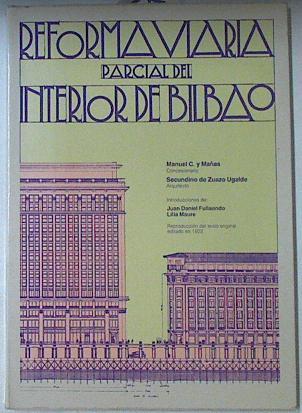 REFORMA VIARIA
PARCIAL DEL
INTERIOR DE BILBAO
Manuel C. y Mañas
Concesionario
Secundino de Zuazo Ugalde
Arquitecto
Introducciones de:
Juan Daniel Fullaondo
Lilia Maure
Reproducción del texto original
editado en